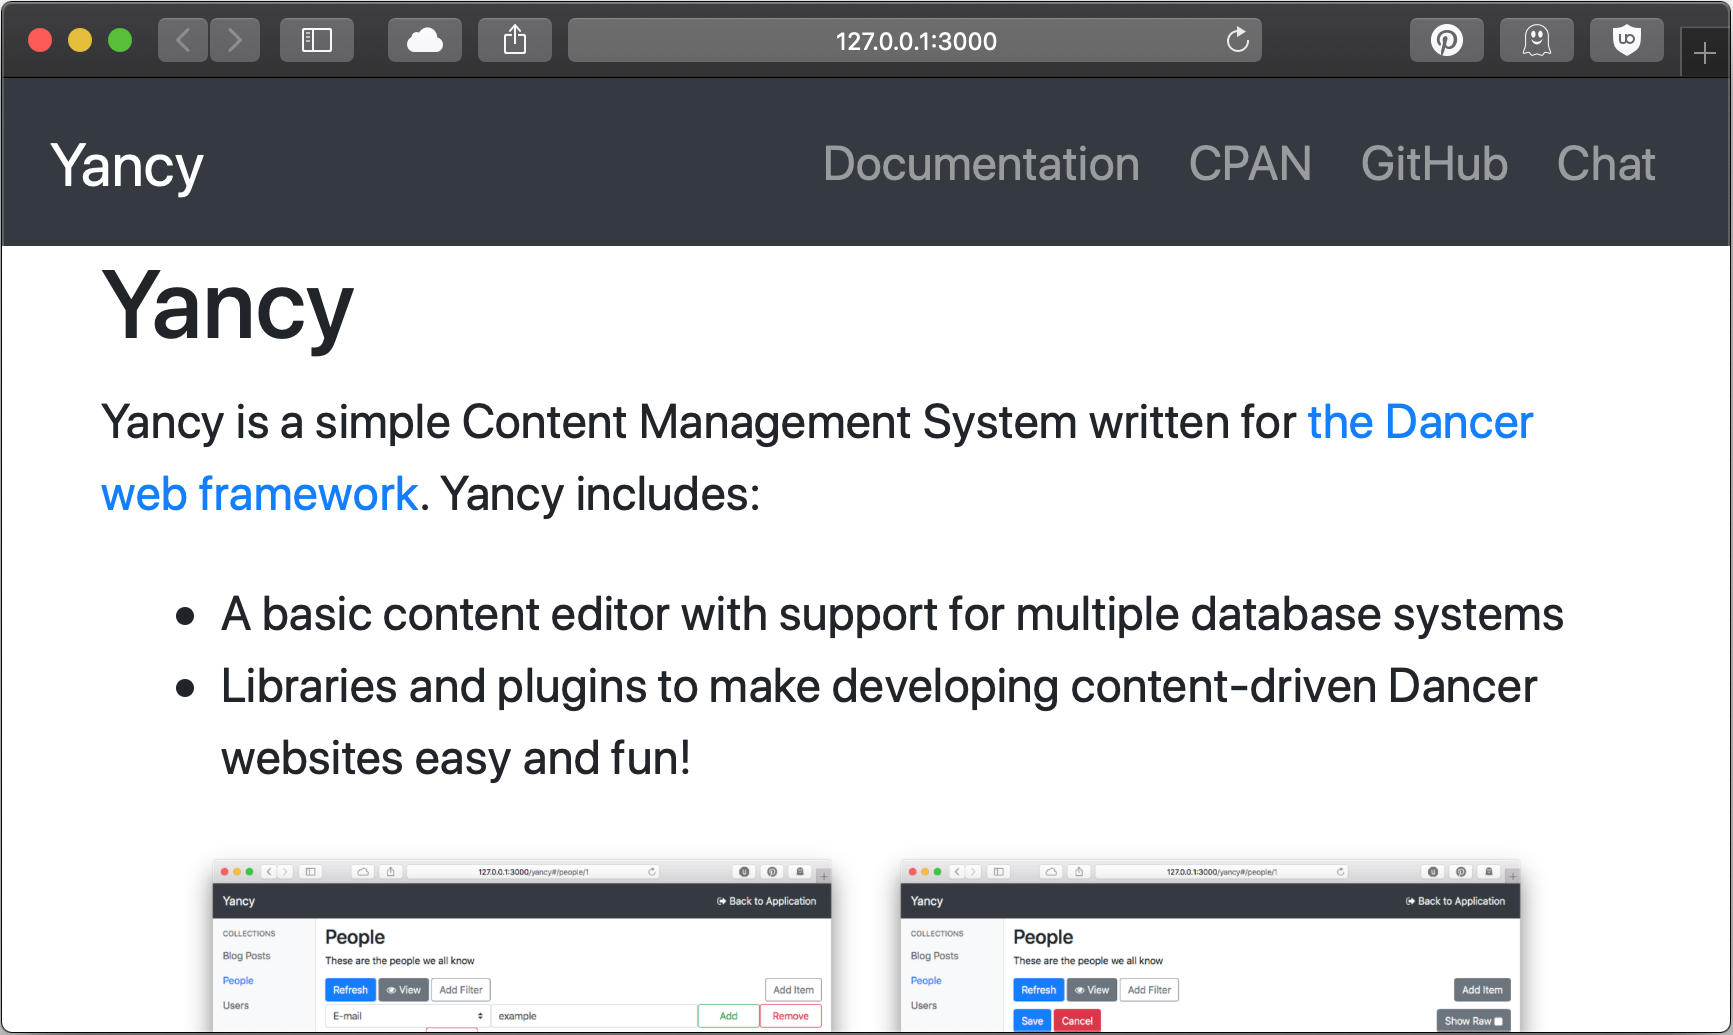 127.0.0.1:3000
Yancy
Documentation CPAN GitHub Chat
Yancy
Yancy is a simple Content Management System written for the Dancer
web framework. Yancy includes:
A basic content editor with support for multiple database systems
Libraries and plugins to make developing content-driven Dancer
websites easy and fun!
127.0.0.1:3000/yancy#/people/1
Yancy
Back to Application
COLLECTIONS
Blog Posts
People
Users
People
These are the people we all know
Refresh View Add Filter Add Item
E-mail example Add Remove
127.0.0.1:3000/yancy#/people/1
Yancy
Back to Application
COLLECTIONS
Blog Posts
People
Users
People
These are the people we all know
Refresh View Add Filter Add Item
Save Cancel Show Raw